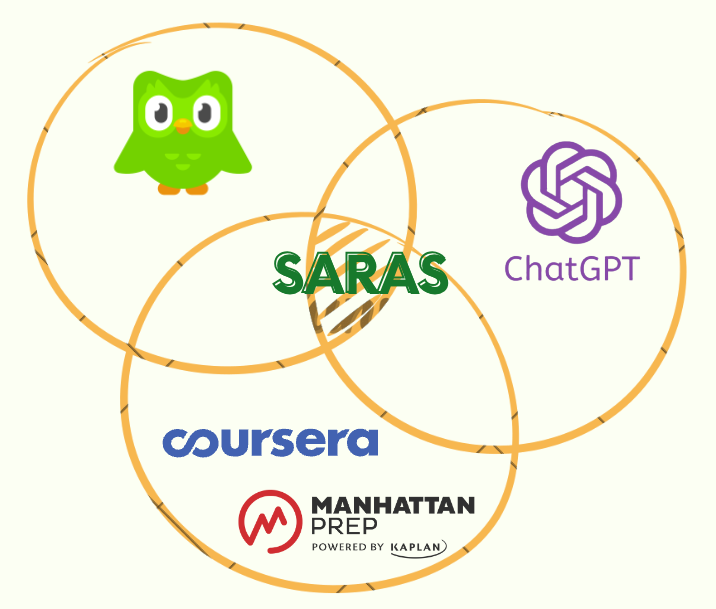 SARAS
ChatGPT
coursera
MANHATTAN
PREP
POWERED BY KAPLAN